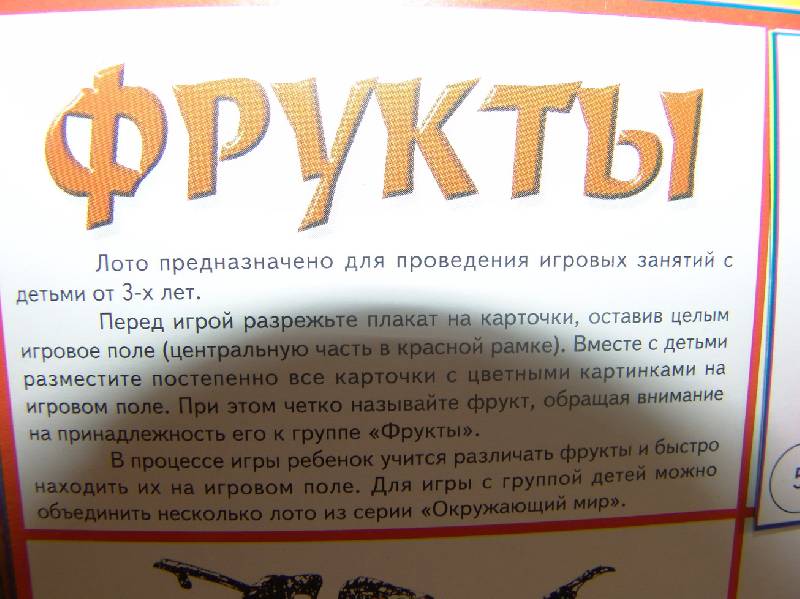 ФРУКТЫ
Лото предназначено для проведения игровых занятий с
детьми от 3-х лет.
Перед игрой разрежьте плакат на карточки, оставив целым
игровое поле (центральную часть в красной рамке). Вместе с детьми
разместите постепенно все карточки с цветными картинками на
игровом поле. При этом четко называйте фрукт, обращая внимание
на принадлежность его к группе «Фрукты».
В процессе игры ребенок учится различать фрукты и быстро
находить их на игровом поле. Для игры с группой детей можно
объединить несколько лото из серии «Окружающий мир».